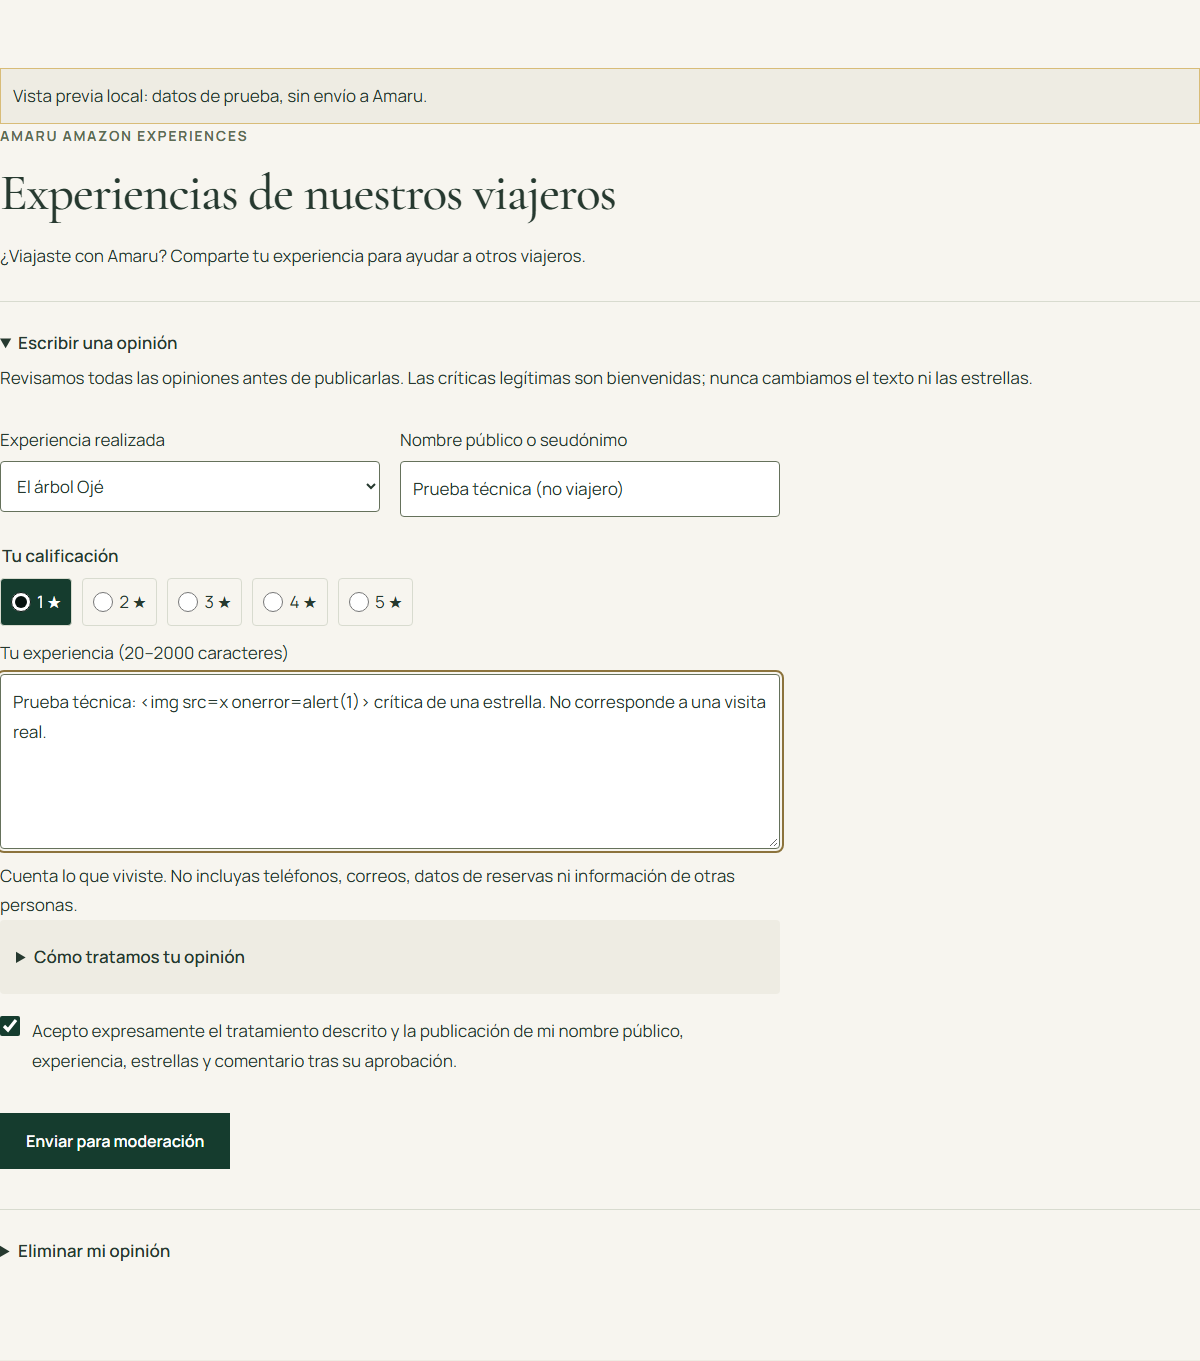 Vista previa local: datos de prueba, sin envío a Amaru.
AMARU AMAZON EXPERIENCES
Experiencias de nuestros viajeros
¿Viajaste con Amaru? Comparte tu experiencia para ayudar a otros viajeros.
▼ Escribir una opinión
Revisamos todas las opiniones antes de publicarlas. Las críticas legítimas son bienvenidas; nunca cambiamos el texto ni las estrellas.
Experiencia realizada
Nombre público o seudónimo
El árbol Ojé
Prueba técnica (no viajero)
Tu calificación
1 ★ 2 ★ 3 ★ 4 ★ 5 ★
Tu experiencia (20–2000 caracteres)
Prueba técnica: <img src=x onerror=alert(1)> crítica de una estrella. No corresponde a una visita
real.
Cuenta lo que viviste. No incluyas teléfonos, correos, datos de reservas ni información de otras
personas.
▶ Cómo tratamos tu opinión
Acepto expresamente el tratamiento descrito y la publicación de mi nombre público,
experiencia, estrellas y comentario tras su aprobación.
Enviar para moderación
▶ Eliminar mi opinión